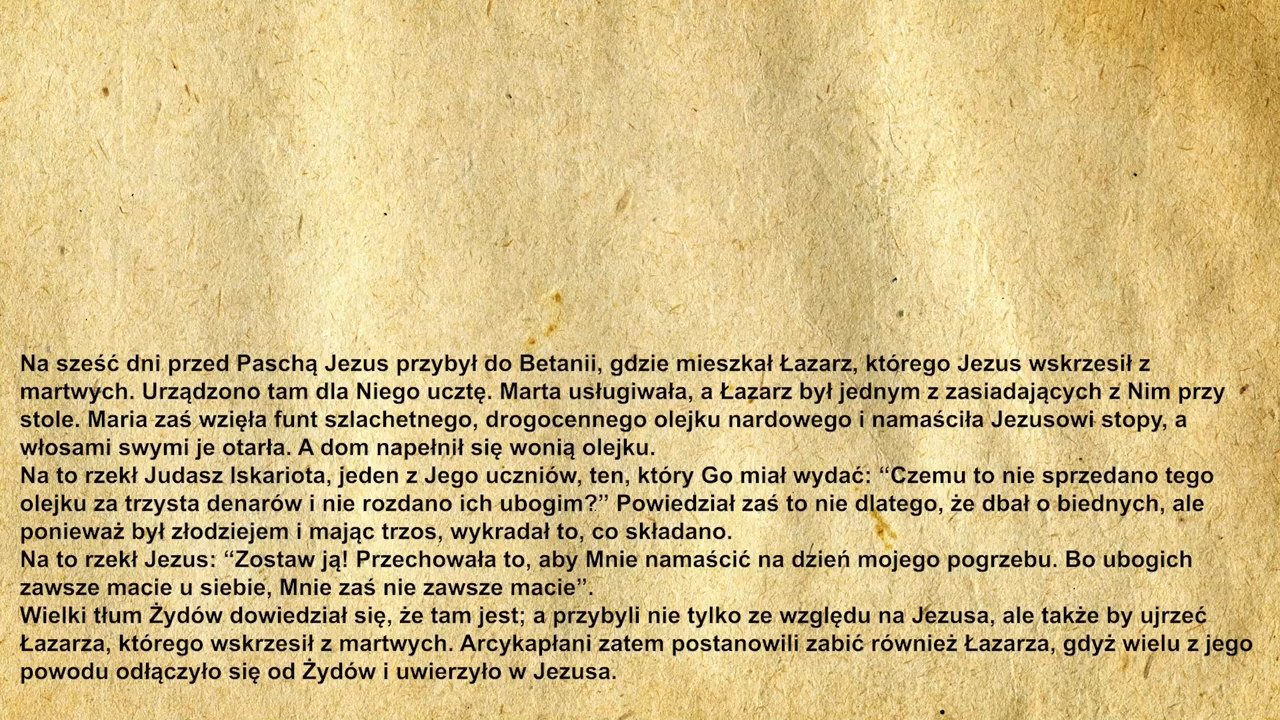 Na sześć dni przed Paschą Jezus przybył do Betanii, gdzie mieszkał Łazarz, którego Jezus wskrzesił z
martwych. Urządzono tam dla Niego ucztę. Marta usługiwała, a Łazarz był jednym z zasiadających z Nim przy
stole. Maria zaś wzięła funt szlachetnego, drogocennego olejku nardowego i namaściła Jezusowi stopy, a
włosami swymi je otarła. A dom napełnił się wonią olejku.
Na to rzekł Judasz Iskariota, jeden z Jego uczniów, ten, który Go miał wydać: “Czemu to nie sprzedano tego
olejku za trzysta denarów i nie rozdano ich ubogim?” Powiedział zaś to nie dlatego, że dbał o biednych, ale
ponieważ był złodziejem i mając trzos, wykradał to, co składano.
Na to rzekł Jezus: “Zostaw ją! Przechowała to, aby Mnie namaścić na dzień mojego pogrzebu. Bo ubogich
zawsze macie u siebie, Mnie zaś nie zawsze macie”.
Wielki tłum Żydów dowiedział się, że tam jest; a przybyli nie tylko ze względu na Jezusa, ale także by ujrzeć
Łazarza, którego wskrzesił z martwych. Arcykapłani zatem postanowili zabić również Łazarza, gdyż wielu z jego
powodu odłączyło się od Żydów i uwierzyło w Jezusa.